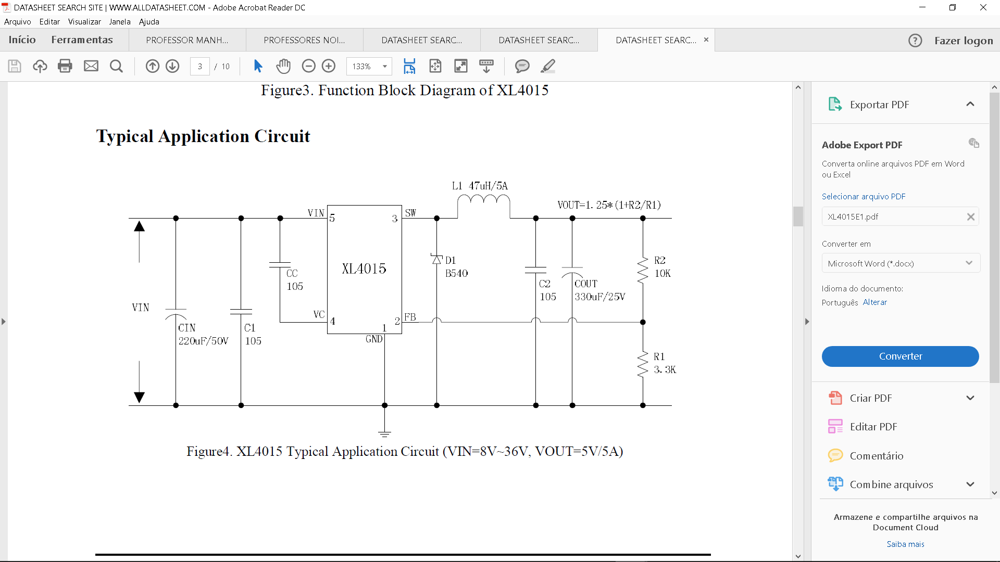 DATASHEET SEARCH SITE | WWW.ALLDATASHEET.COM - Adobe Acrobat Reader DC
Arquivo Editar Visualizar Janela Ajuda
Início Ferramentas PROFESSOR MANH... PROFESSORES NOI... DATASHEET SEARC... DATASHEET SEARC... DATASHEET SEARC... × ? Fazer logon
3 / 10 133%
Figure3. Function Block Diagram of XL4015
Typical Application Circuit
L1 47uH/5A
VOUT=1.25*(1+R2/R1)
VIN 5 3 SW
XL4015
CC
105
D1
B540
R2
10K
C2
105
COUT
330uF/25V
VIN
VC 4 2 FB
1
GND
CIN
220uF/50V
C1
105
R1
3.3K
Figure4. XL4015 Typical Application Circuit (VIN=8V~36V, VOUT=5V/5A)
Exportar PDF
Adobe Export PDF
Converta online arquivos PDF em Word
ou Excel
Selecionar arquivo PDF
XL4015E1.pdf
Converter em
Microsoft Word (*.docx)
Idioma do documento:
Português Alterar
Converter
Criar PDF
Editar PDF
Comentário
Combine arquivos
Armazene e compartilhe arquivos na
Document Cloud
Saiba mais